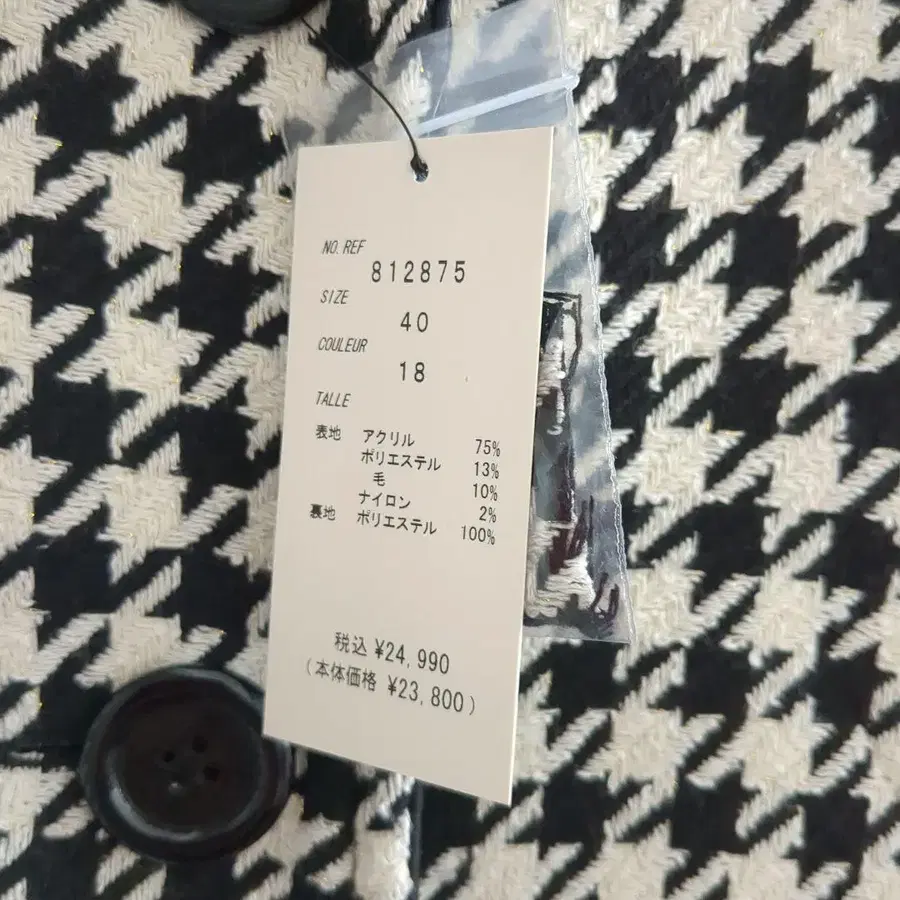 NO. REF
812875
SIZE
40
COULEUR
18
TALLE
表地 アクリル 75%
ポリエステル 13%
毛 10%
ナイロン 2%
裏地 ポリエステル 100%
税込 ¥24,990
(本体価格 ¥23,800)